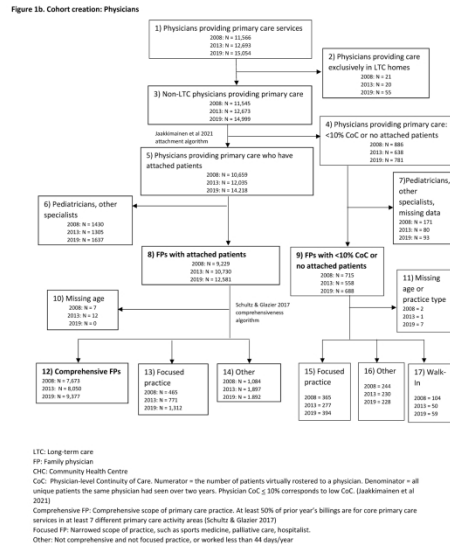 Figure 1b. Cohort creation: Physicians
1) Physicians providing primary care services
2008: N = 11,566
2013: N = 12,693
2019: N = 15,054
2) Physicians providing care
exclusively in LTC homes
2008: N = 21
2013: N = 20
2019: N = 55
3) Non-LTC physicians providing primary care
2008: N = 11,545
2013: N = 12,673
2019: N = 14,999
4) Physicians providing primary care:
<10% CoC or no attached patients
2008: N = 886
2013: N = 638
2019: N = 781
Jaakkimainen et al 2021
attachment algorithm
5) Physicians providing primary care who have
attached patients
2008: N = 10,659
2013: N = 12,035
2019: N = 14,218
7)Pediatricians,
other
specialists,
missing data
2008: N = 171
2013: N = 80
2019: N = 93
6) Pediatricians, other
specialists
2008: N = 1430
2013: N = 1305
2019: N = 1637
8) FPs with attached patients
2008: N = 9,229
2013: N = 10,730
2019: N = 12,581
9) FPs with <10% CoC or
no attached patients
2008: N = 715
2013: N = 558
2019: N = 688
10) Missing age
2008: N = 7
2013: N = 12
2019: N = 0
Schultz & Glazier 2017
comprehensiveness
algorithm
11) Missing
age or
practice type
2008 = 2
2013 = 1
2019 = 7
12) Comprehensive FPs
2008: N = 7,673
2013: N = 8,050
2019: N = 9,377
13) Focused
practice
2008: N = 465
2013: N = 771
2019: N = 1,312
14) Other
2008: N = 1,084
2013: N = 1,897
2019: N = 1.892
15) Focused
practice
2008 = 365
2013 = 277
2019 = 394
16) Other
2008 = 244
2013 = 230
2019 = 228
17) Walk-
In
2008 = 104
2013 = 50
2019 = 59
LTC: Long-term care
FP: Family physician
CHC: Community Health Centre
CoC: Physician-level Continuity of Care. Numerator = the number of patients virtually rostered to a physician. Denominator = all
unique patients the same physician had seen over two years. Physician CoC ≤ 10% corresponds to low CoC. (Jaakkimainen et al
2021)
Comprehensive FP: Comprehensive scope of primary care practice. At least 50% of prior year's billings are for core primary care
services in at least 7 different primary care activity areas (Schultz & Glazier 2017)
Focused FP: Narrowed scope of practice, such as sports medicine, palliative care, hospitalist.
Other: Not comprehensive and not focused practice, or worked less than 44 days/year